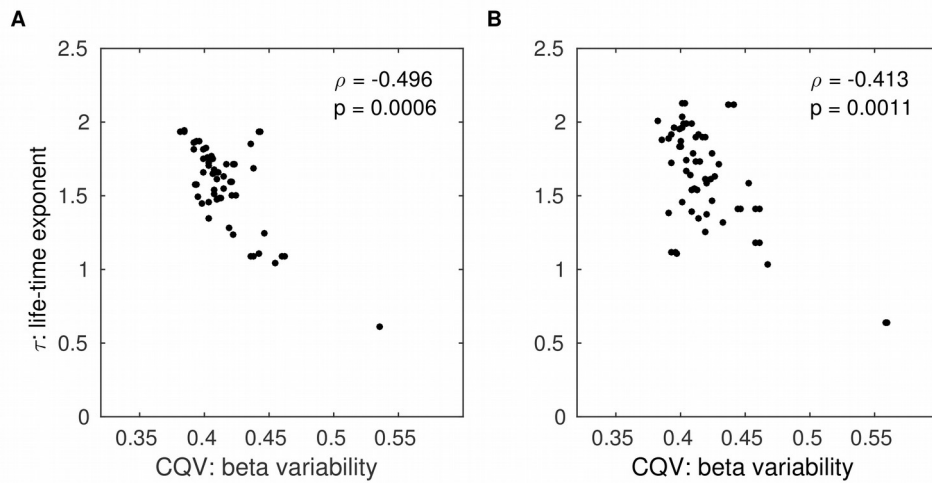 A
B
2.5
2
1.5
1
0.5
0
ρ = -0.496
p = 0.0006
τ: life-time exponent
0.35 0.4 0.45 0.5 0.55
CQV: beta variability
2.5
2
1.5
1
0.5
0
ρ = -0.413
p = 0.0011
0.35 0.4 0.45 0.5 0.55
CQV: beta variability